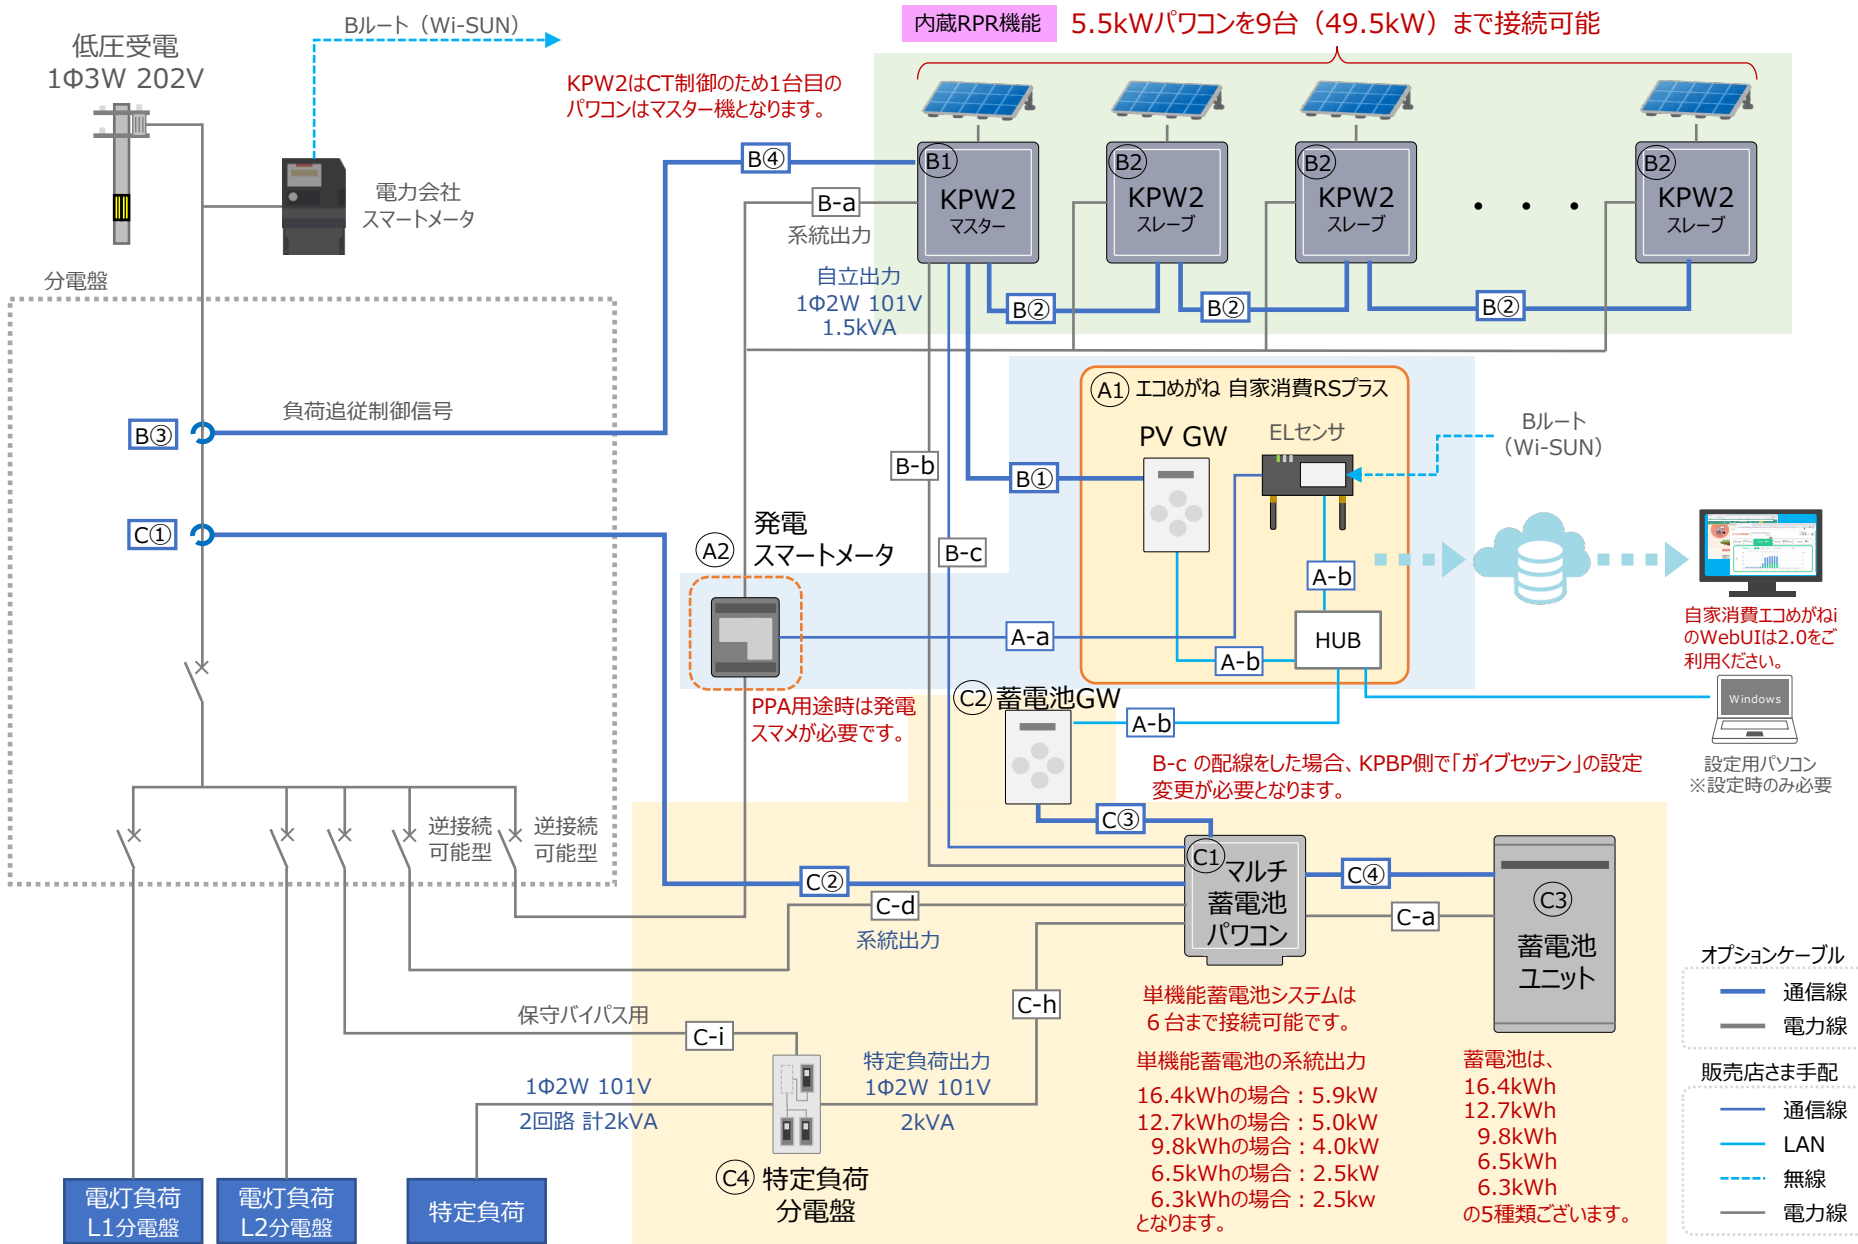 低圧受電
1Φ3W 202V
Bルート（Wi-SUN）
内蔵RPR機能
5.5kWパワコンを9台（49.5kW）まで接続可能
KPW2はCT制御のため1台目の
パワコンはマスター機となります。
電力会社
スマートメータ
B④
B-a
系統出力
B1
KPW2
マスター
B2
KPW2
スレーブ
B2
KPW2
スレーブ
・・・
B2
KPW2
スレーブ
自立出力
1Φ2W 101V
1.5kVA
B②
B②
B②
分電盤
負荷追従制御信号
B③
C①
B-b
B-c
B①
A1
エコめがね 自家消費RSプラス
PV GW
ELセンサ
Bルート
（Wi-SUN）
A2
発電
スマートメータ
A-a
A-b
A-b
HUB
PPA用途時は発電
スマメが必要です。
自家消費エコめがねi
のWebUIは2.0をご
利用ください。
Windows
設定用パソコン
※設定時のみ必要
C2
蓄電池GW
A-b
B-c の配線をした場合、KPBP側で「ガイブセッテン」の設定
変更が必要となります。
逆接続
可能型
逆接続
可能型
C③
C②
C1
マルチ
蓄電池
パワコン
C④
C-a
C3
蓄電池
ユニット
C-d
系統出力
C-h
保守バイパス用
C-i
1Φ2W 101V
2回路 計2kVA
特定負荷出力
1Φ2W 101V
2kVA
C4
特定負荷
分電盤
電灯負荷
L1分電盤
電灯負荷
L2分電盤
特定負荷
単機能蓄電池システムは
６台まで接続可能です。
単機能蓄電池の系統出力
16.4kWhの場合：5.9kW
12.7kWhの場合：5.0kW
9.8kWhの場合：4.0kW
6.5kWhの場合：2.5kW
6.3kWhの場合：2.5kw
となります。
蓄電池は、
16.4kWh
12.7kWh
9.8kWh
6.5kWh
6.3kWh
の5種類ございます。
オプションケーブル
通信線
電力線
販売店さま手配
通信線
LAN
無線
電力線